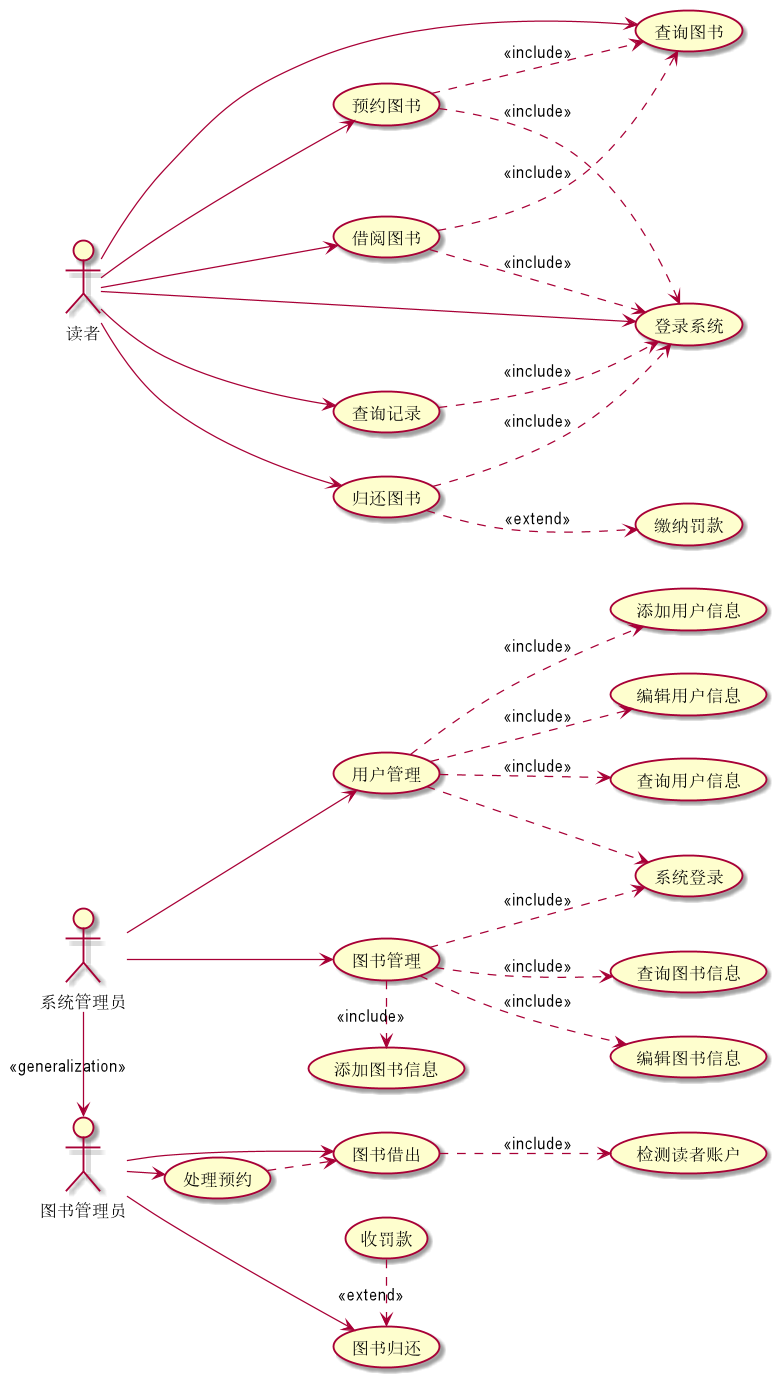 查询图书
«include»
预约图书
«include»
«include»
借阅图书
«include»
登录系统
读者
«include»
查询记录
«include»
归还图书
«extend»
缴纳罚款
添加用户信息
«include»
编辑用户信息
«include»
用户管理
«include»
查询用户信息
系统登录
«include»
图书管理
«include»
查询图书信息
系统管理员
«include»
«include»
编辑图书信息
«generalization»
添加图书信息
«include»
图书借出
检测读者账户
处理预约
图书管理员
收罚款
«extend»
图书归还